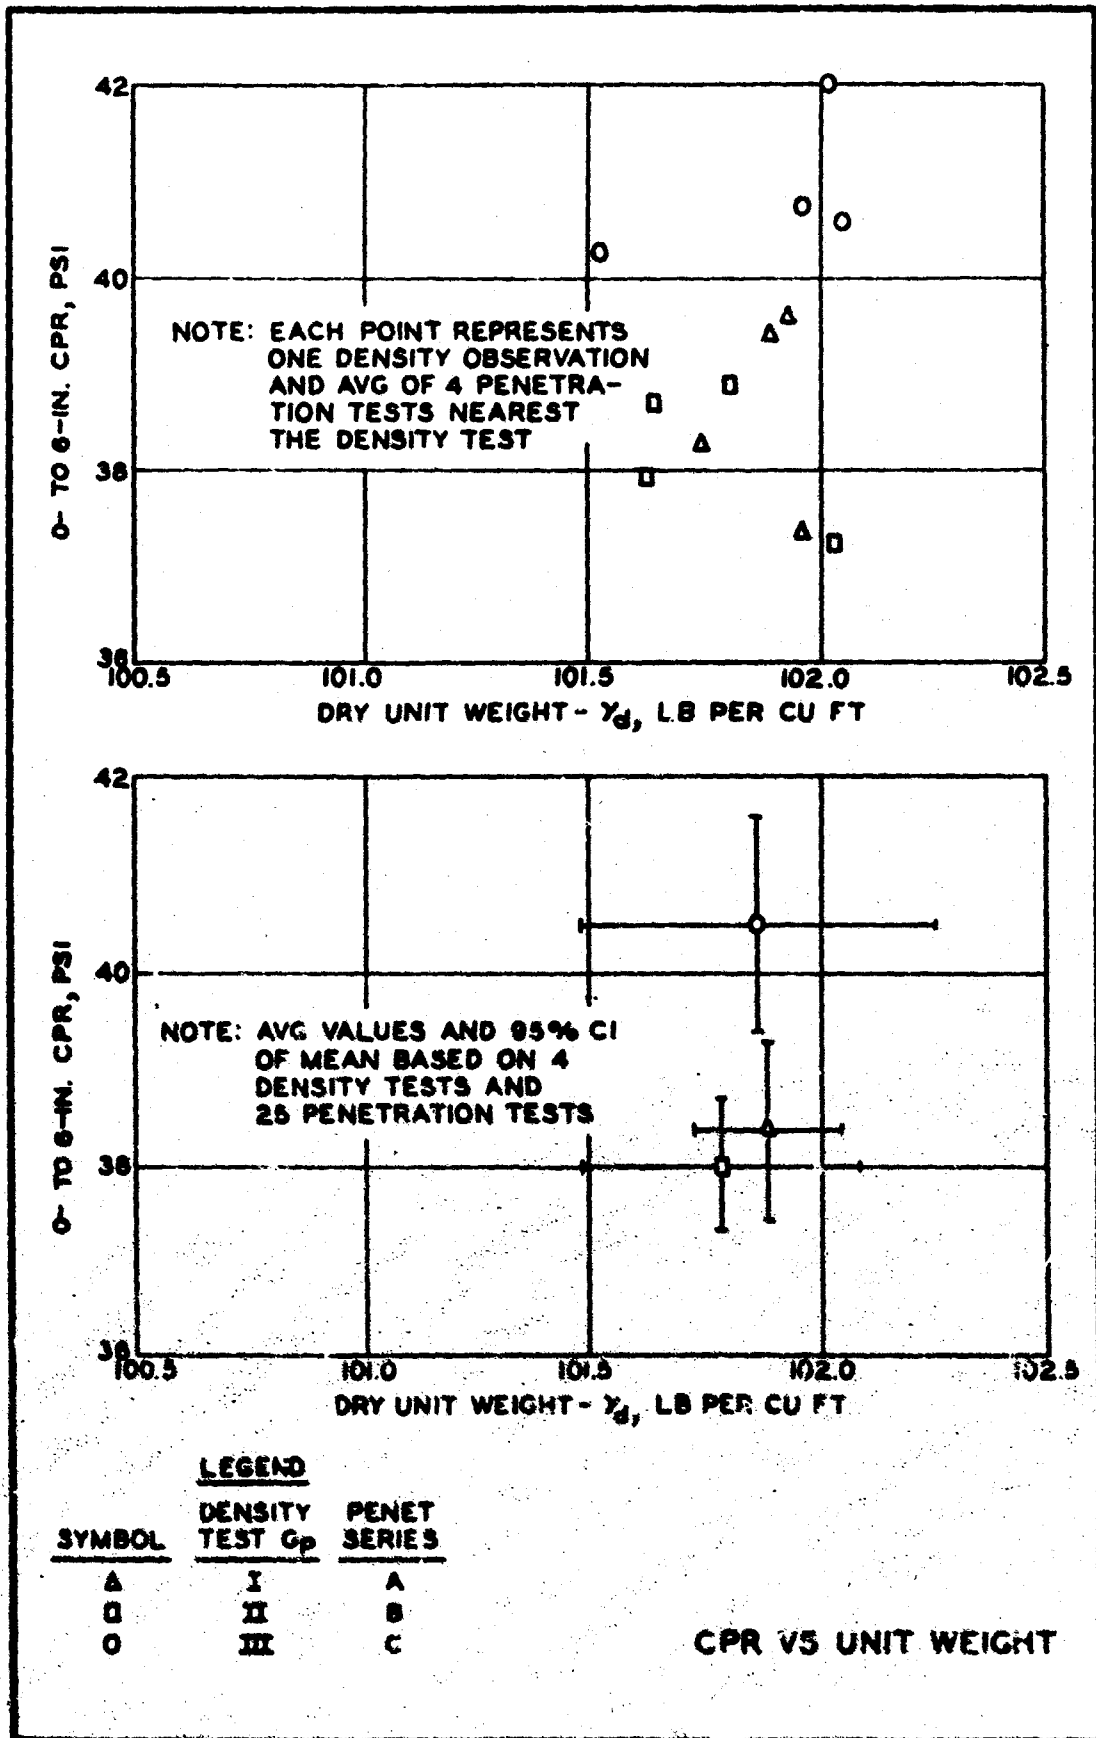 42
40
38
36
0- TO 6-IN. CPR, PSI
NOTE: EACH POINT REPRESENTS
ONE DENSITY OBSERVATION
AND AVG OF 4 PENETRA-
TION TESTS NEAREST
THE DENSITY TEST
100.5 101.0 101.5 102.0 102.5
DRY UNIT WEIGHT - γd, LB PER CU FT
42
40
38
36
0- TO 6-IN. CPR, PSI
NOTE: AVG VALUES AND 95% CI
OF MEAN BASED ON 4
DENSITY TESTS AND
25 PENETRATION TESTS
100.5 101.0 101.5 102.0 102.5
DRY UNIT WEIGHT - γd, LB PER CU FT
LEGEND
DENSITY PENET
SYMBOL TEST Gp SERIES
Δ I A
□ II B
O III C
CPR VS UNIT WEIGHT